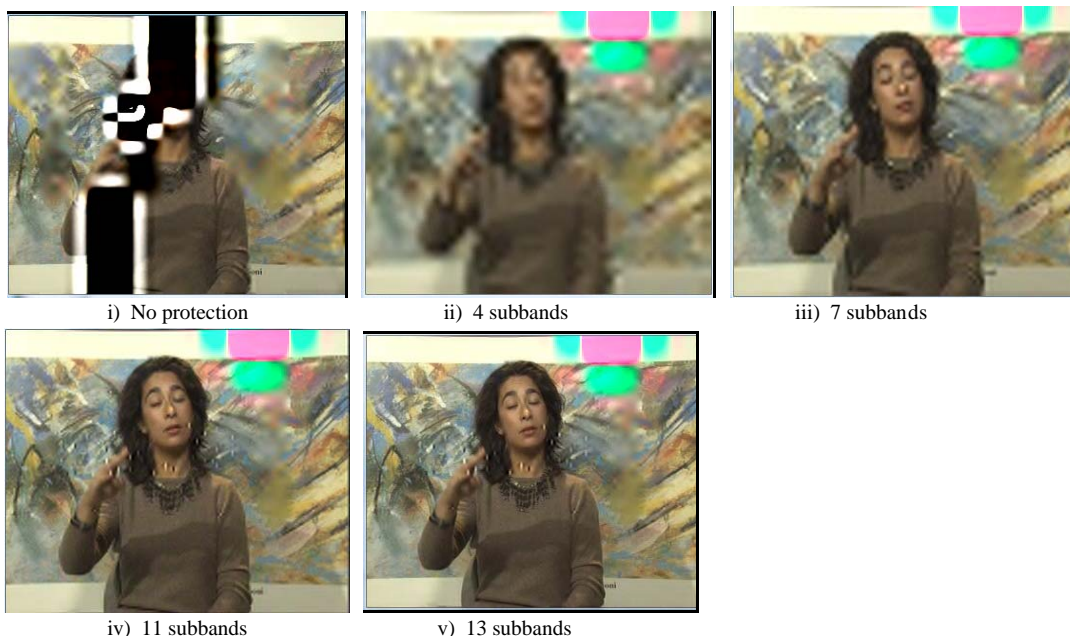 i) No protection
ii) 4 subbands
iii) 7 subbands
iv) 11 subbands
v) 13 subbands